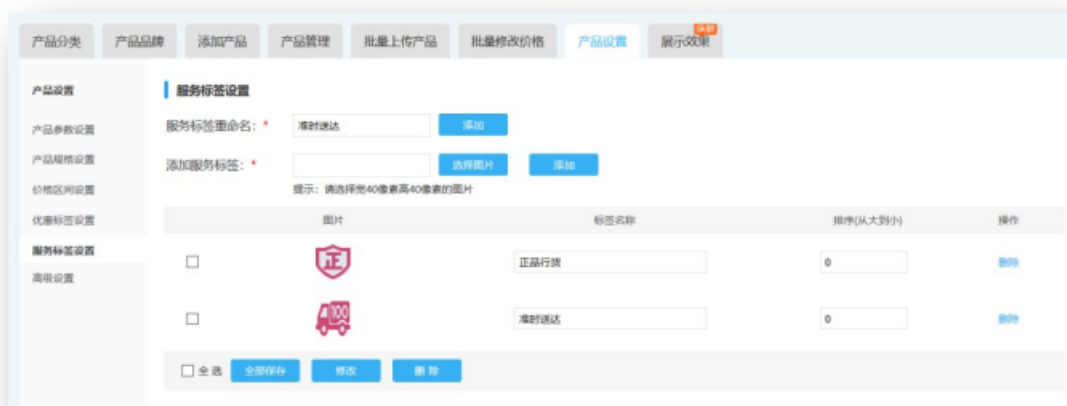 产品分类 产品品牌 添加产品 产品管理 批量上传产品 批量修改价格 产品设置 展示效果
产品设置
产品参数设置
产品规格设置
价格区间设置
优惠标签设置
服务标签设置
高级设置
服务标签设置
服务标签重命名: * 准时送达 添加
添加服务标签: * 选择图片 添加
提示: 请选择宽40像素高40像素的图片
图片 标签名称 排序(从大到小) 操作
正 正品行货 0 删除
100 准时送达 0 删除
全选 全部保存 修改 删除